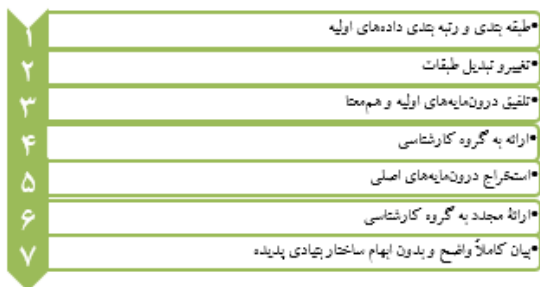 ۱ •طبقه بندی و رتبه بندی داده‌های اولیه
۲ •تغییرو تبدیل طبقات
۳ •تلفیق درون‌مایه‌های اولیه و هم‌معنا
۴ •ارائه به گروه کارشناسی
۵ •استخراج درون‌مایه‌های اصلی
۶ •ارائهٔ مجدد به گروه کارشناسی
۷ •بیان کاملاً واضح و بدون ابهام ساختار بنیادی پدیده